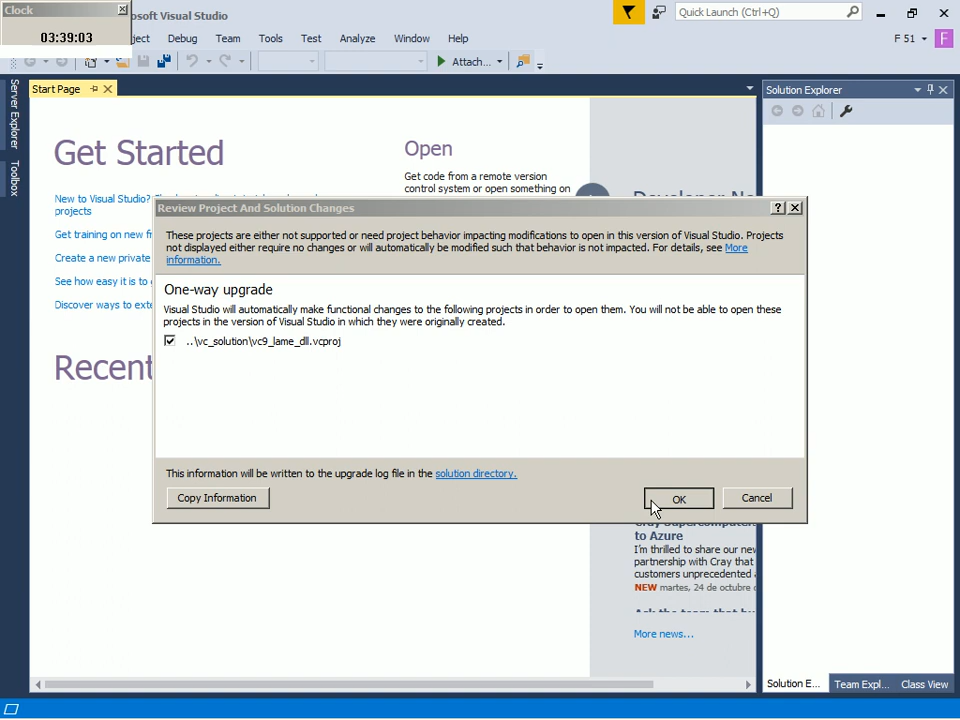 Clock
03:39:03
osoft Visual Studio
Quick Launch (Ctrl+Q)
ject Debug Team Tools Test Analyze Window Help
F 51
F
Attach...
Server Explorer
Toolbox
Start Page
Solution Explorer
Get Started
Open
Get code from a remote version
control system or open something on
New to Visual Studio?
projects
Get training on new fr
Create a new private
See how easy it is to
Discover ways to exte
Recent
Review Project And Solution Changes
These projects are either not supported or need project behavior impacting modifications to open in this version of Visual Studio. Projects
not displayed either require no changes or will automatically be modified such that behavior is not impacted. For details, see More
information.
One-way upgrade
Visual Studio will automatically make functional changes to the following projects in order to open them. You will not be able to open these
projects in the version of Visual Studio in which they were originally created.
..\vc_solution\vc9_lame_dll.vcproj
This information will be written to the upgrade log file in the solution directory.
Copy Information
OK
Cancel
to Azure
I'm thrilled to share our new
partnership with Cray that
customers unprecedented
NEW martes, 24 de octubre d
More news...
Solution E... Team Expl... Class View